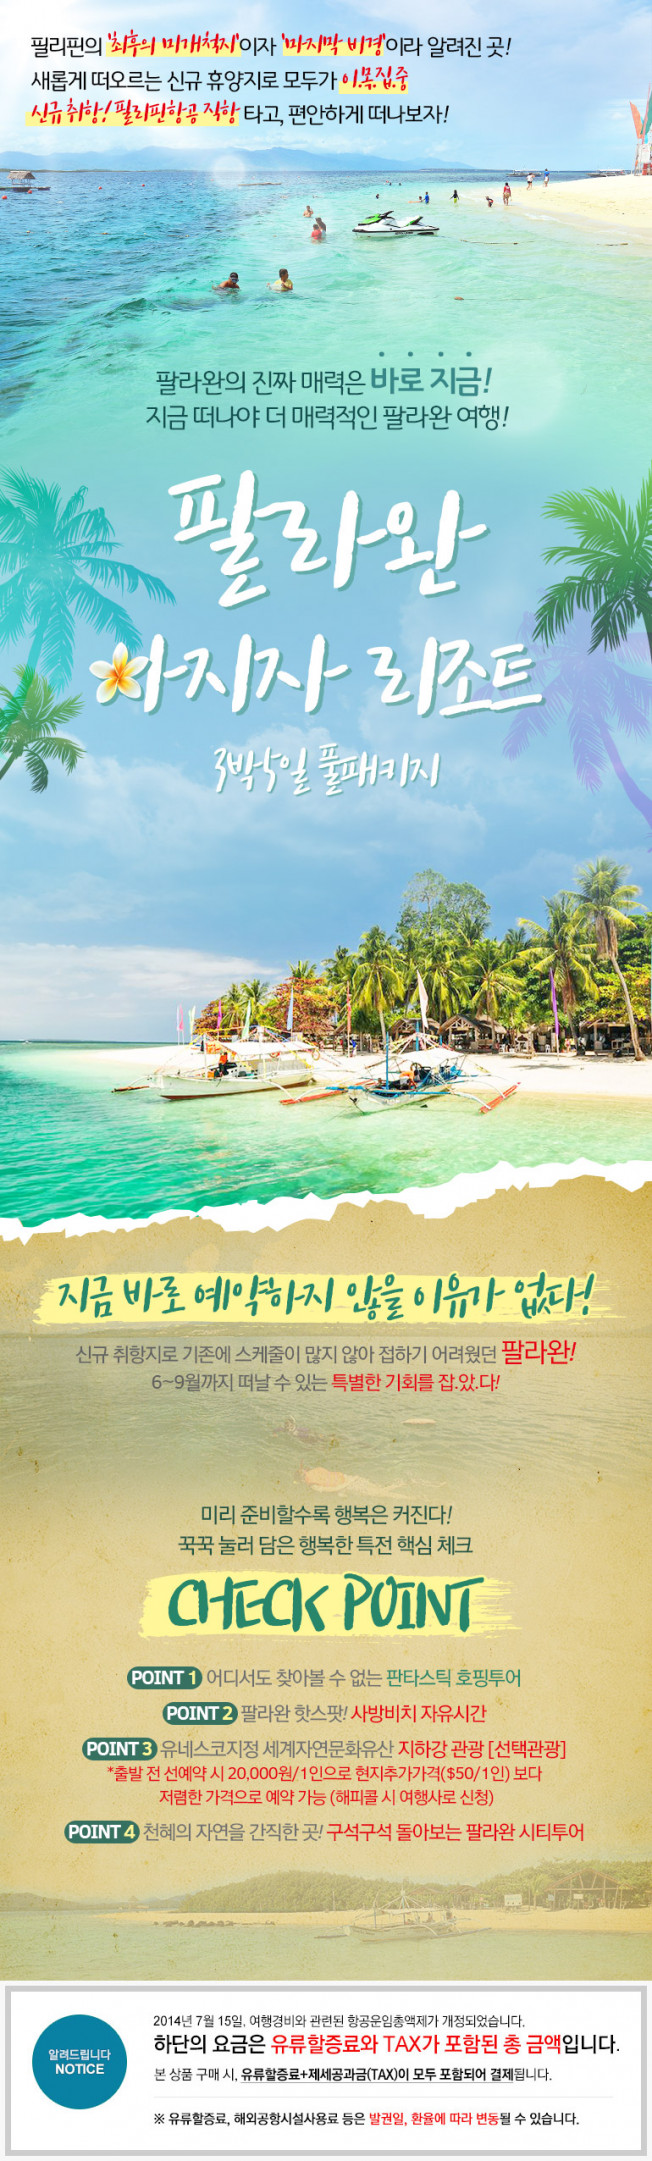 필리핀의 '최후의 미개척지'이자 '마지막 비경'이라 알려진 곳!
새롭게 떠오르는 신규 휴양지로 모두가 이.목.집.중
신규 취항! 필리핀항공 직항 타고, 편안하게 떠나보자!
팔라완의 진짜 매력은 바로 지금!
지금 떠나야 더 매력적인 팔라완 여행!
팔라완
아지자 리조트
3박5일 풀패키지
지금 바로 예약하지 않을 이유가 없다!
신규 취항지로 기존에 스케줄이 많지 않아 접하기 어려웠던 팔라완!
6~9월까지 떠날 수 있는 특별한 기회를 잡.았.다!
미리 준비할수록 행복은 커진다!
꾹꾹 눌러 담은 행복한 특전 핵심 체크
CHECK POINT
POINT 1 어디서도 찾아볼 수 없는 판타스틱 호핑투어
POINT 2 팔라완 핫스팟! 사방비치 자유시간
POINT 3 유네스코지정 세계자연문화유산 지하강 관광 [선택관광]
*출발 전 선예약 시 20,000원/1인으로 현지추가가격($50/1인) 보다
저렴한 가격으로 예약 가능 (해피콜 시 여행사로 신청)
POINT 4 천혜의 자연을 간직한 곳! 구석구석 돌아보는 팔라완 시티투어
알려드립니다
NOTICE
2014년 7월 15일. 여행경비와 관련된 항공운임총액제가 개정되었습니다.
하단의 요금은 유류할증료와 TAX가 포함된 총 금액입니다.
본 상품 구매 시, 유류할증료+제세공과금(TAX)이 모두 포함되어 결제됩니다.
※ 유류할증료, 해외공항시설사용료 등은 발권일, 환율에 따라 변동될 수 있습니다.